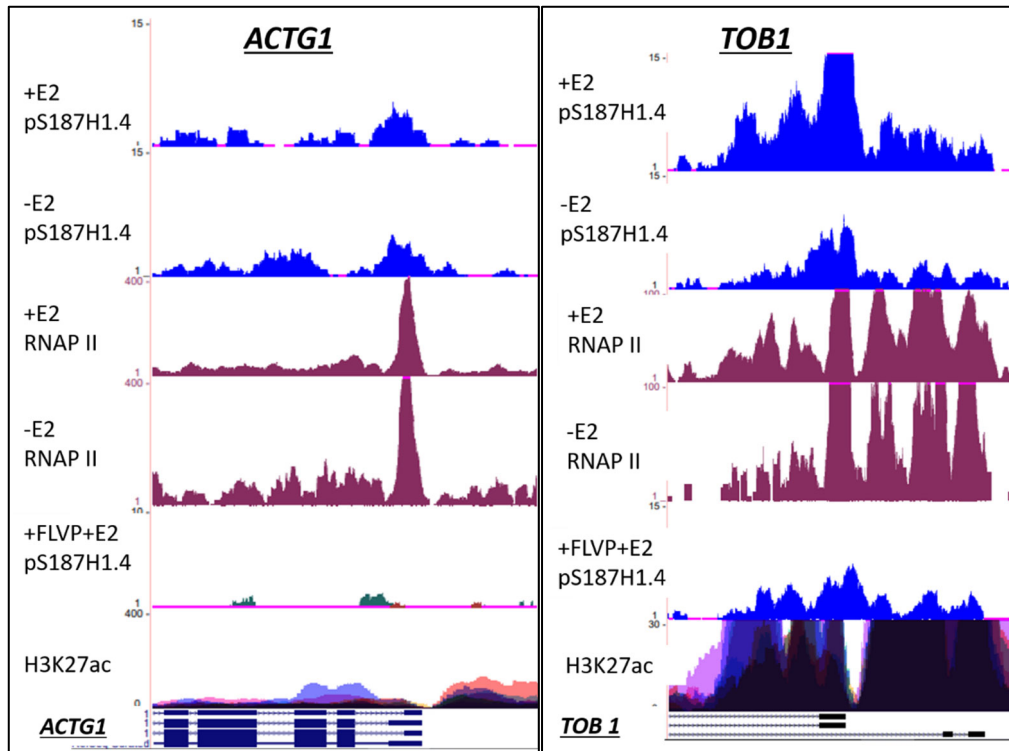 ACTG1
15 -
+E2
pS187H1.4
15 -
-E2
pS187H1.4
1
400 -
+E2
RNAP II
1
400 -
-E2
RNAP II
1
10 -
+FLVP+E2
pS187H1.4
1
400 -
H3K27ac
0
ACTG1
TOB1
15 -
+E2
pS187H1.4
1
15 -
-E2
pS187H1.4
1
100 -
+E2
RNAP II
1
100 -
-E2
RNAP II
1
15 -
+FLVP+E2
pS187H1.4
1
30 -
H3K27ac
TOB 1